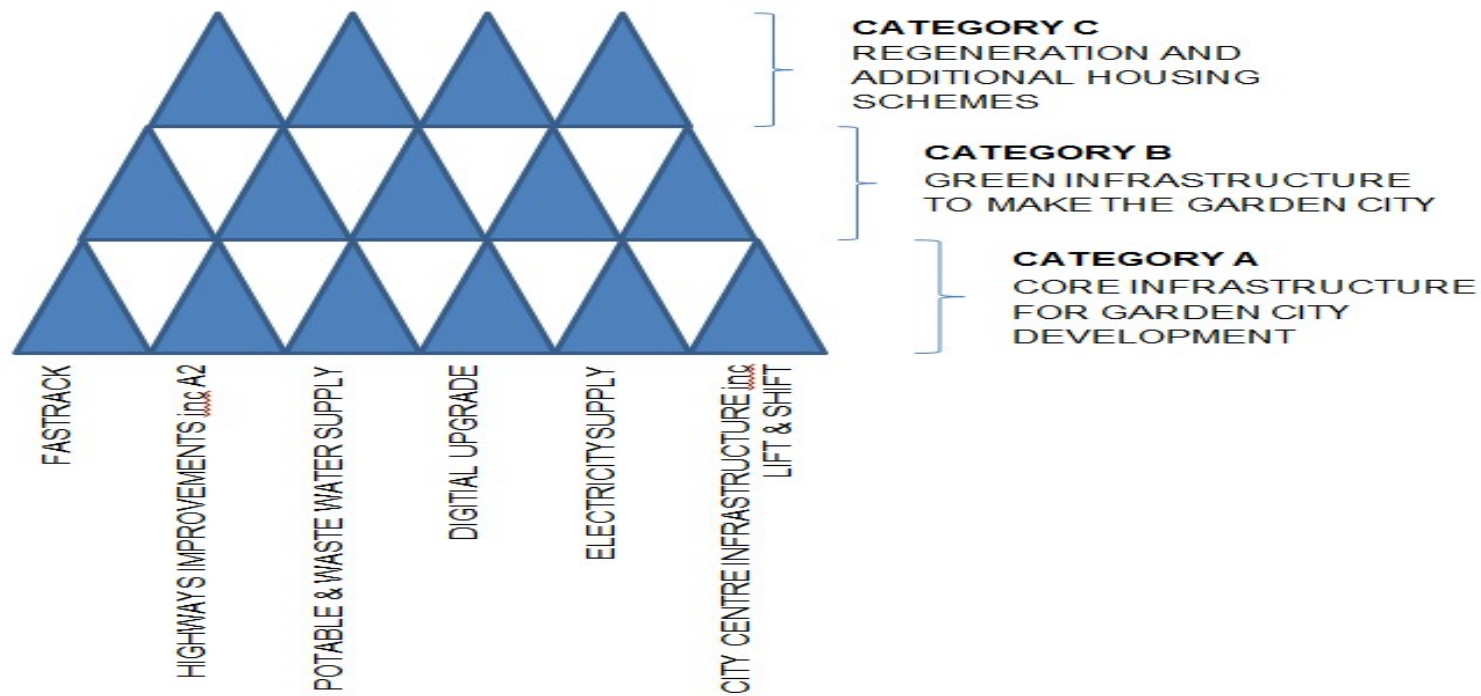 CATEGORY C
REGENERATION AND
ADDITIONAL HOUSING
SCHEMES
CATEGORY B
GREEN INFRASTRUCTURE
TO MAKE THE GARDEN CITY
CATEGORY A
CORE INFRASTRUCTURE
FOR GARDEN CITY
DEVELOPMENT
FASTRACK
HIGHWAYS IMPROVEMENTS inc A2
POTABLE & WASTE WATER SUPPLY
DIGITIAL UPGRADE
ELECTRICITY SUPPLY
CITY CENTRE INFRASTRUCTURE inc
LIFT & SHIFT